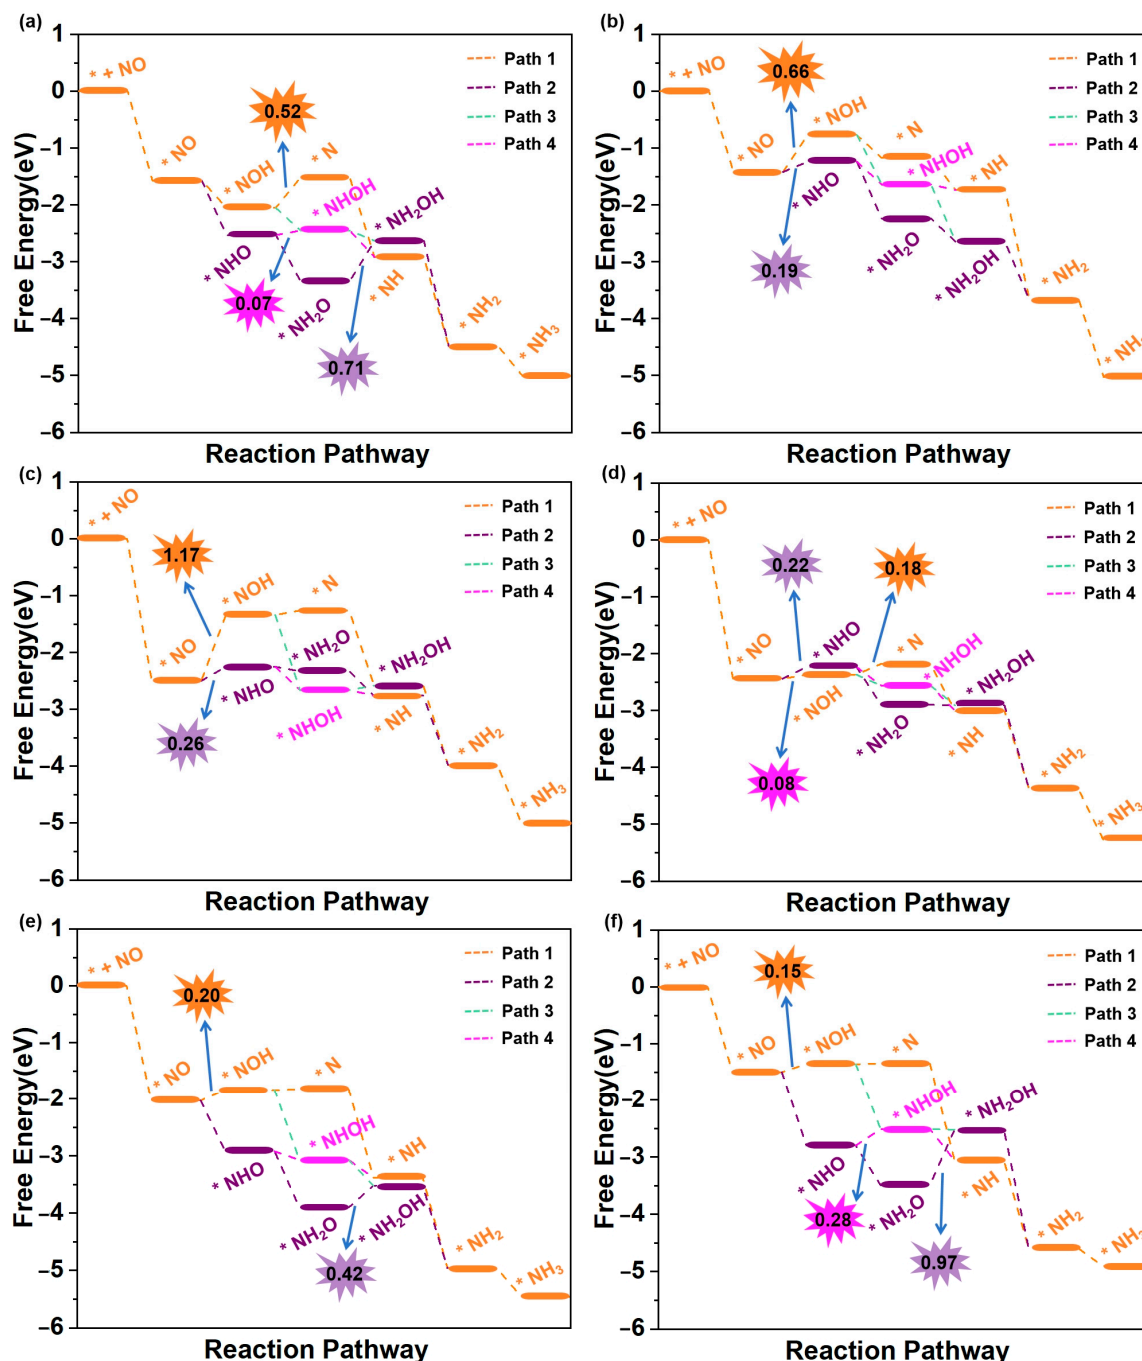 (a)
1
0
−1
−2
−3
−4
−5
−6
Free Energy(eV)
Reaction Pathway
Path 1
Path 2
Path 3
Path 4
* + NO
* NO
* NOH
* N
* NHO
* NHOH
* NH₂O
* NH₂OH
* NH
* NH₂
* NH₃
0.52
0.07
0.71
(b)
1
0
−1
−2
−3
−4
−5
−6
Free Energy(eV)
Reaction Pathway
Path 1
Path 2
Path 3
Path 4
* + NO
* NO
* NOH
* N
* NHO
* NHOH
* NH
* NH₂O
* NH₂OH
* NH₂
0.66
0.19
(c)
1
0
−1
−2
−3
−4
−5
−6
Free Energy(eV)
Reaction Pathway
Path 1
Path 2
Path 3
Path 4
* + NO
* NO
* NOH
* N
* NHO
* NH₂O
* NHOH
* NH₂OH
* NH
* NH₂
* NH₃
1.17
0.26
(d)
1
0
−1
−2
−3
−4
−5
−6
Free Energy(eV)
Reaction Pathway
Path 1
Path 2
Path 3
Path 4
* + NO
* NO
* NHO
* NOH
* N
* NHOH
* NH₂O
* NH₂OH
* NH
* NH₂
* NH₃
0.22
0.18
0.08
(e)
1
0
−1
−2
−3
−4
−5
−6
Free Energy(eV)
Reaction Pathway
Path 1
Path 2
Path 3
Path 4
* + NO
* NO
* NOH
* N
* NHO
* NHOH
* NH₂O
* NH
* NH₂OH
* NH₂
* NH₃
0.20
0.42
(f)
1
0
−1
−2
−3
−4
−5
−6
Free Energy(eV)
Reaction Pathway
Path 1
Path 2
Path 3
Path 4
* + NO
* NO
* NOH
* N
* NHO
* NHOH
* NH₂O
* NH₂OH
* NH
* NH₂
0.15
0.28
0.97